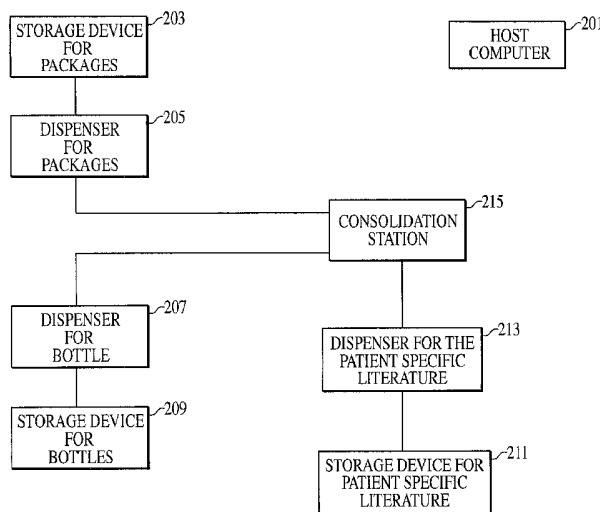 STORAGE DEVICE
FOR
PACKAGES
203
HOST
COMPUTER
201
DISPENSER
FOR
PACKAGES
205
CONSOLIDATION
STATION
215
DISPENSER
FOR
BOTTLE
207
DISPENSER FOR THE
PATIENT SPECIFIC
LITERATURE
213
STORAGE DEVICE
FOR
BOTTLES
209
STORAGE DEVICE FOR
PATIENT SPECIFIC
LITERATURE
211